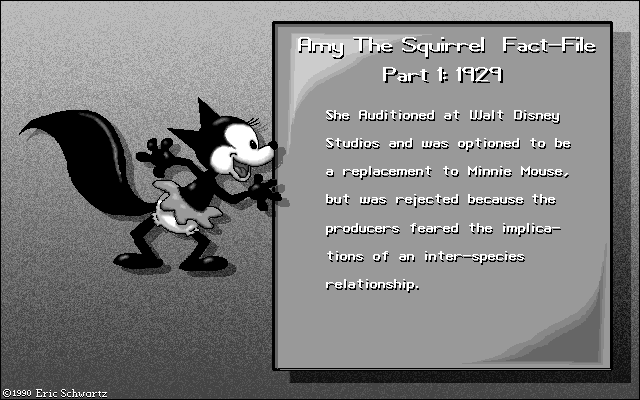 Amy The Squirrel Fact-File
Part 1: 1929
She Auditioned at Walt Disney
Studios and was optioned to be
a replacement to Minnie Mouse,
but was rejected because the
producers feared the implica-
tions of an inter-species
relationship.
©1990 Eric Schwartz